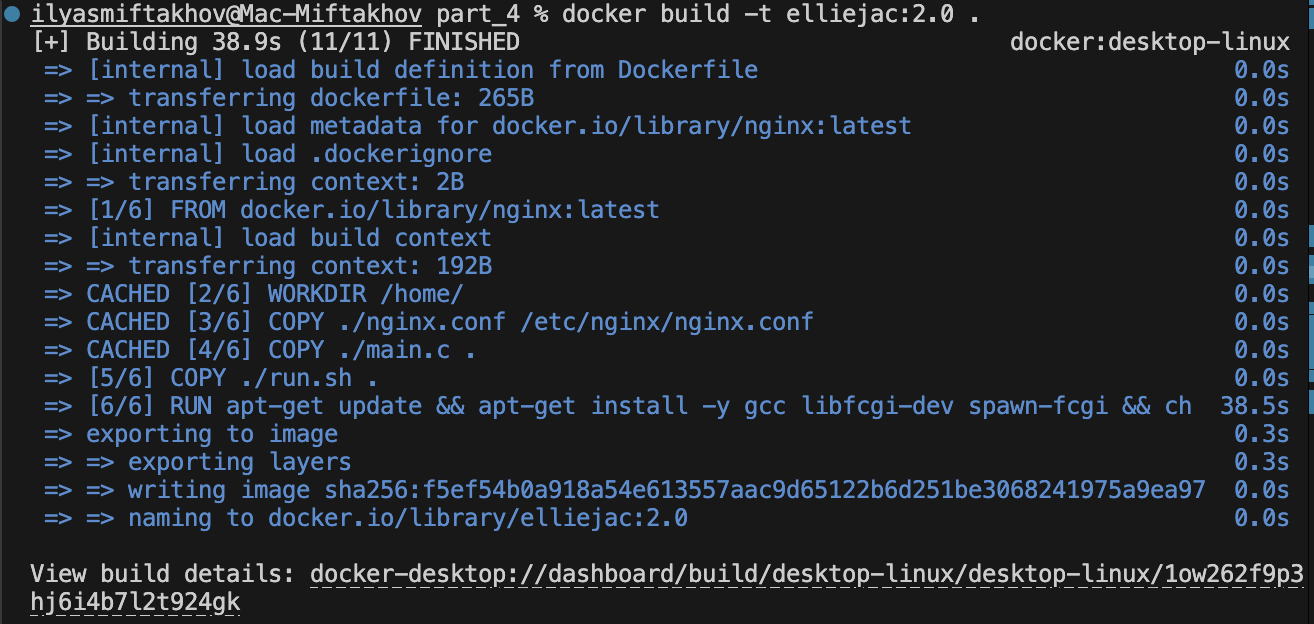 ilyasmiftakhov@Mac-Miftakhov part_4 % docker build -t elliejac:2.0 .
[+] Building 38.9s (11/11) FINISHED docker:desktop-linux
=> [internal] load build definition from Dockerfile 0.0s
=> => transferring dockerfile: 265B 0.0s
=> [internal] load metadata for docker.io/library/nginx:latest 0.0s
=> [internal] load .dockerignore 0.0s
=> => transferring context: 2B 0.0s
=> [1/6] FROM docker.io/library/nginx:latest 0.0s
=> [internal] load build context 0.0s
=> => transferring context: 192B 0.0s
=> CACHED [2/6] WORKDIR /home/ 0.0s
=> CACHED [3/6] COPY ./nginx.conf /etc/nginx/nginx.conf 0.0s
=> CACHED [4/6] COPY ./main.c . 0.0s
=> [5/6] COPY ./run.sh . 0.0s
=> [6/6] RUN apt-get update && apt-get install -y gcc libfcgi-dev spawn-fcgi && ch 38.5s
=> exporting to image 0.3s
=> => exporting layers 0.3s
=> => writing image sha256:f5ef54b0a918a54e613557aac9d65122b6d251be3068241975a9ea97 0.0s
=> => naming to docker.io/library/elliejac:2.0 0.0s
View build details: docker-desktop://dashboard/build/desktop-linux/desktop-linux/1ow262f9p3
hj6i4b7l2t924gk